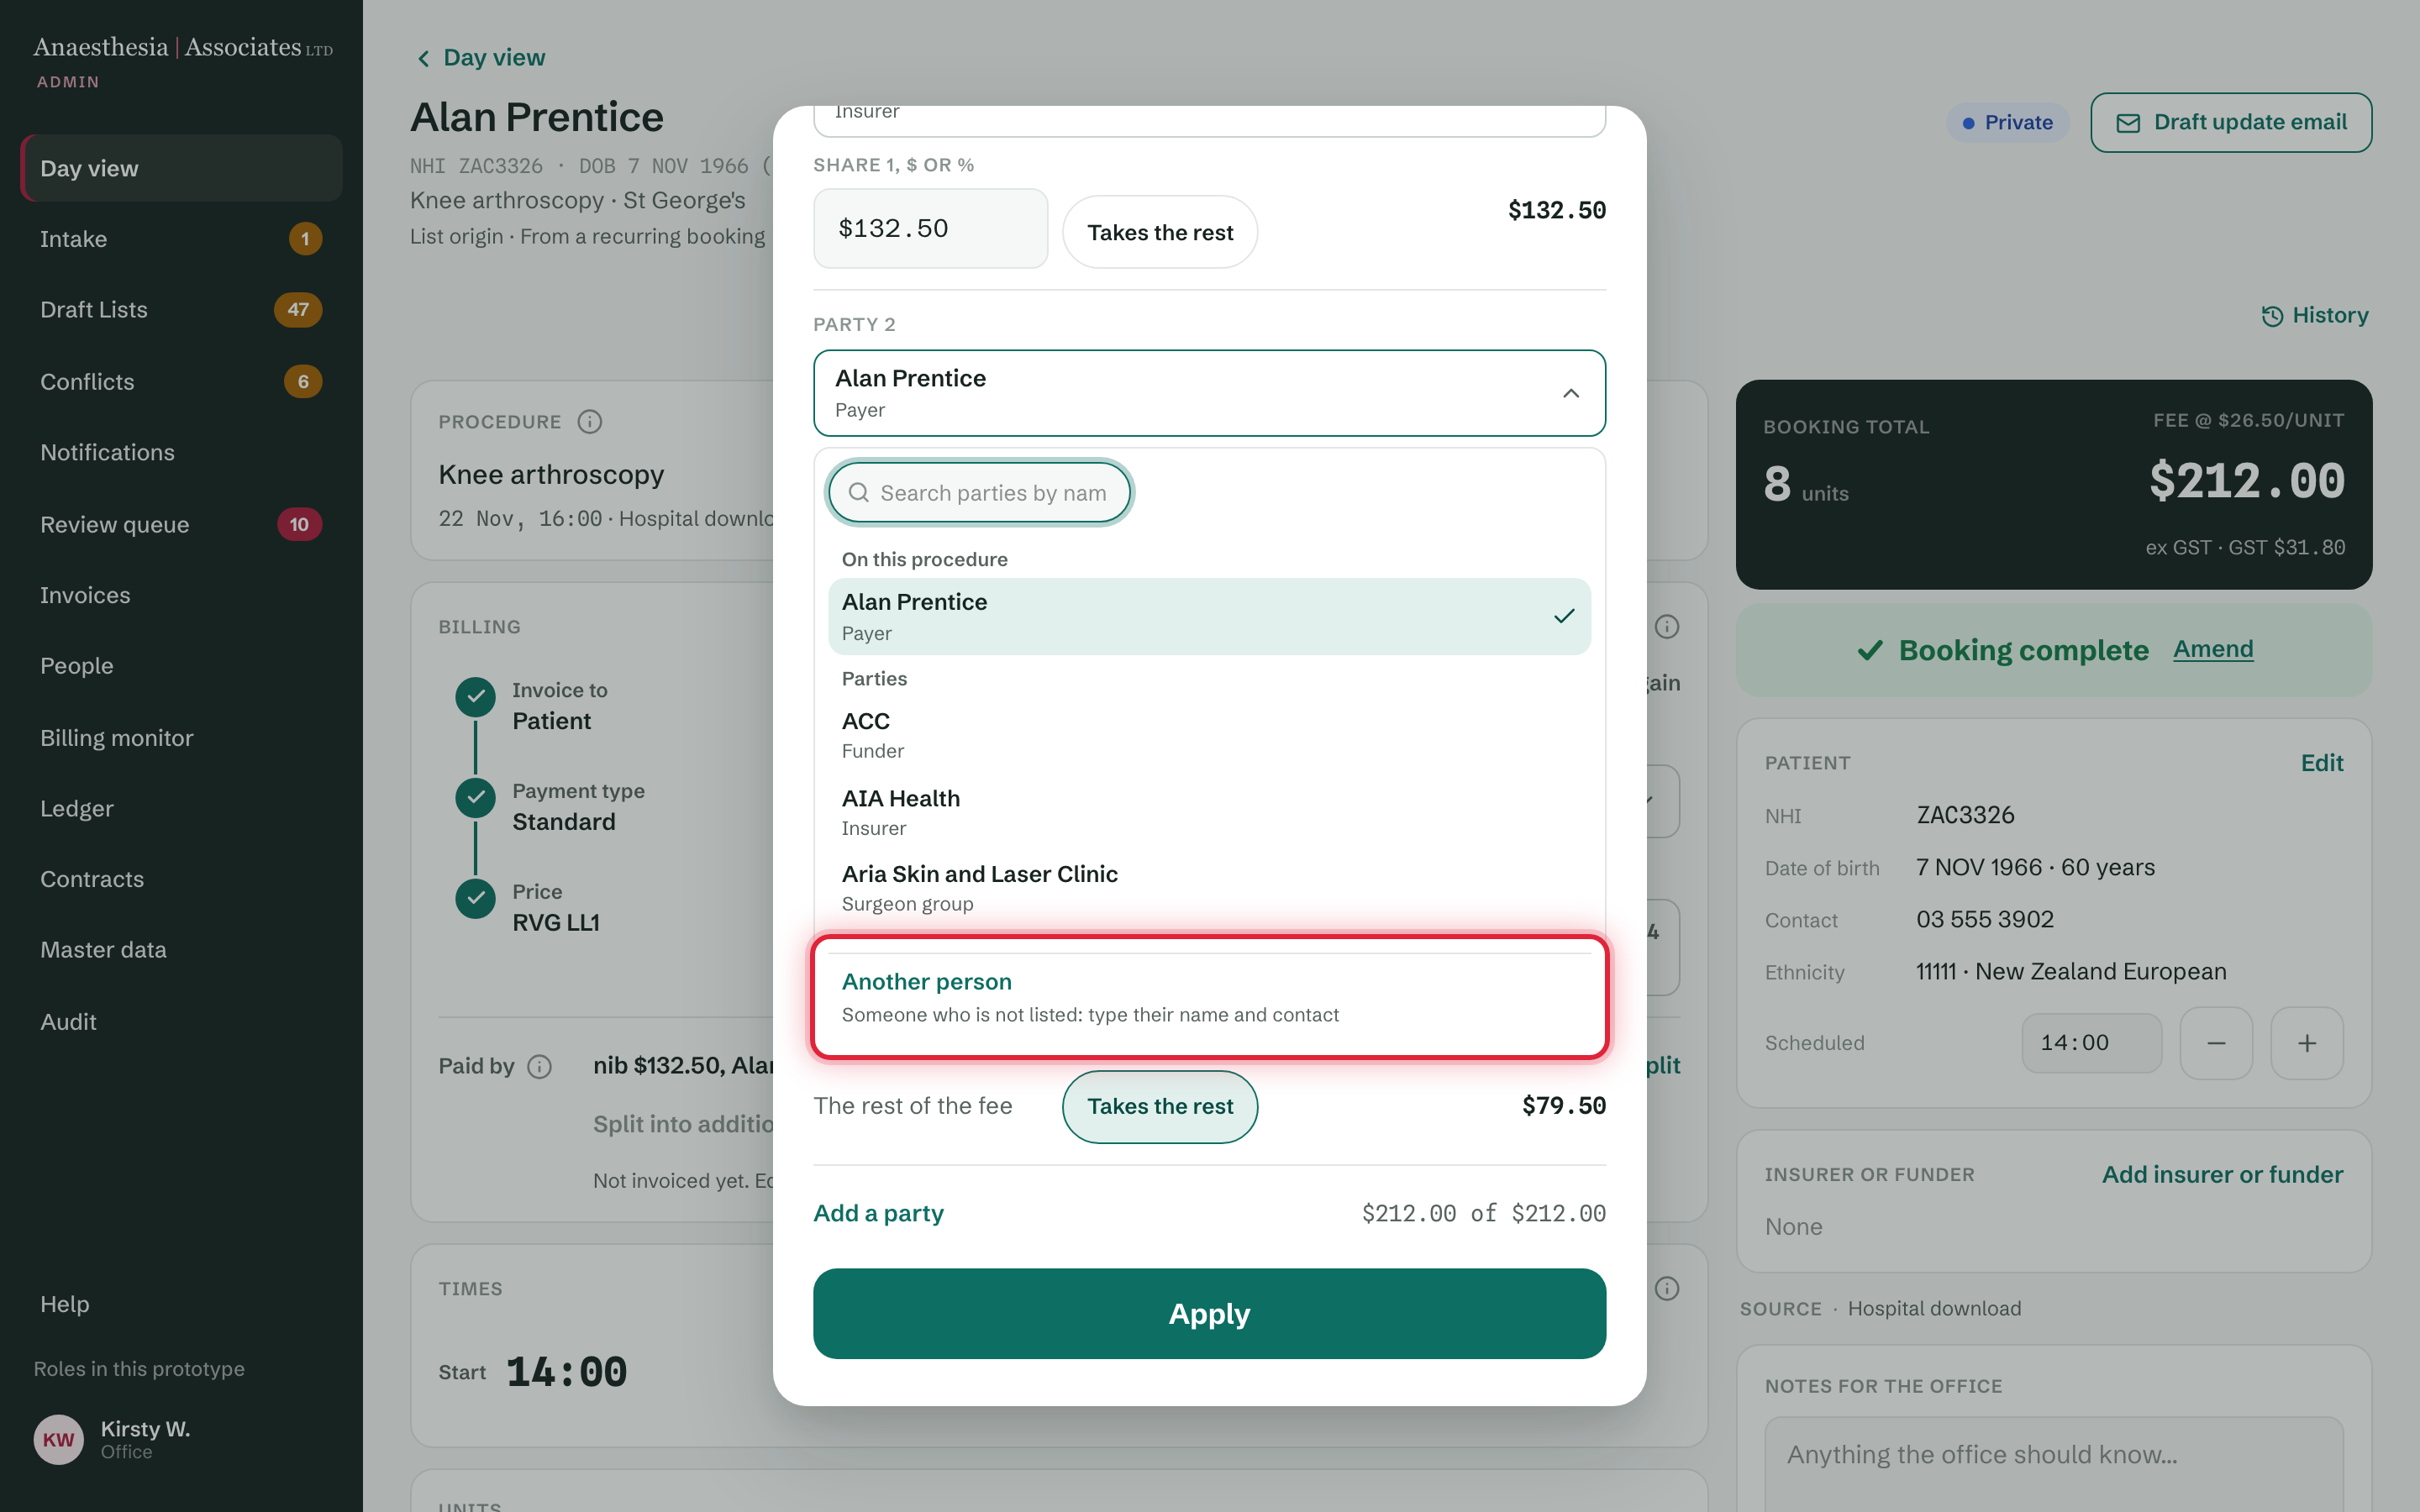 Anaesthesia | Associates LTD
ADMIN
Day view
Intake 1
Draft Lists 47
Conflicts 6
Notifications
Review queue 10
Invoices
People
Billing monitor
Ledger
Contracts
Master data
Audit
Help
Roles in this prototype
KW
Kirsty W.
Office
Day view
Alan Prentice
NHI ZAC3326 · DOB 7 NOV 1966 (
Knee arthroscopy · St George's
List origin · From a recurring booking
Private
Draft update email
History
PROCEDURE
Knee arthroscopy
22 Nov, 16:00 · Hospital downlo
BILLING
Invoice to
Patient
Payment type
Standard
Price
RVG LL1
Paid by
nib $132.50, Alan
Split into additio
Not invoiced yet. Ed
TIMES
Start 14:00
UNITS
Insurer
SHARE 1, $ OR %
$132.50
Takes the rest
$132.50
PARTY 2
Alan Prentice
Payer
Search parties by nam
On this procedure
Alan Prentice
Payer
Parties
ACC
Funder
AIA Health
Insurer
Aria Skin and Laser Clinic
Surgeon group
Another person
Someone who is not listed: type their name and contact
The rest of the fee
Takes the rest
$79.50
Add a party
$212.00 of $212.00
Apply
gain
4
plit
BOOKING TOTAL
FEE @ $26.50/UNIT
8 units
$212.00
ex GST · GST $31.80
Booking complete
Amend
PATIENT
Edit
NHI ZAC3326
Date of birth 7 NOV 1966 · 60 years
Contact 03 555 3902
Ethnicity 11111 · New Zealand European
Scheduled 14:00 − +
INSURER OR FUNDER
Add insurer or funder
None
SOURCE · Hospital download
NOTES FOR THE OFFICE
Anything the office should know...